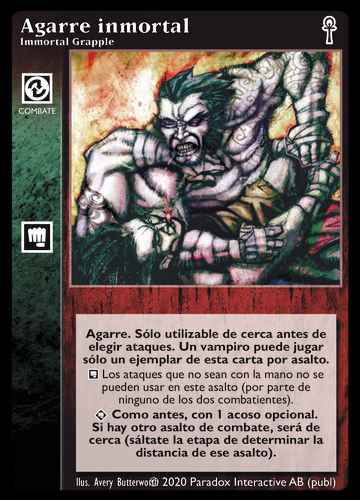 Agarre inmortal
Immortal Grapple
COMBATE
Agarre. Sólo utilizable de cerca antes de
elegir ataques. Un vampiro puede jugar
sólo un ejemplar de esta carta por asalto.
Los ataques que no sean con la mano no se
pueden usar en este asalto (por parte de
ninguno de los dos combatientes).
Como antes, con 1 acoso opcional.
Si hay otro asalto de combate, será de
cerca (sáltate la etapa de determinar la
distancia de ese asalto).
Ilus. Avery Butterwo© 2020 Paradox Interactive AB (publ)